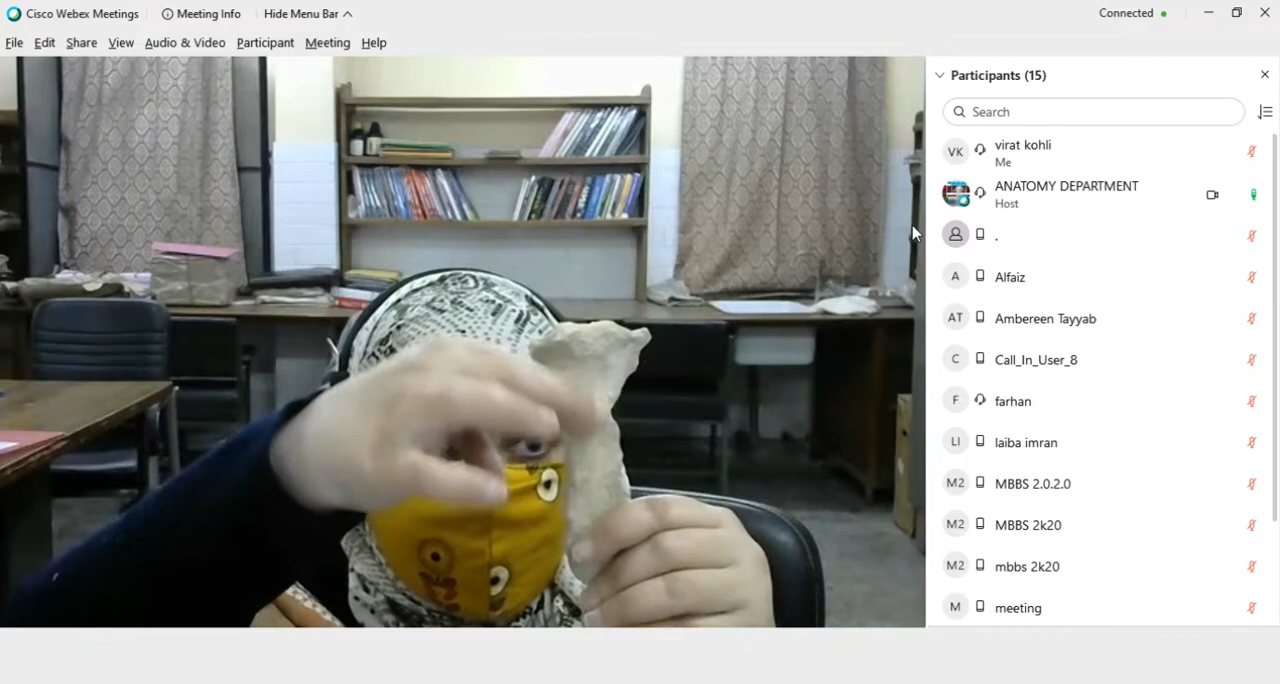 Cisco Webex Meetings
Meeting Info
Hide Menu Bar
Connected
File Edit Share View Audio & Video Participant Meeting Help
Participants (15)
Search
VK virat kohli
Me
ANATOMY DEPARTMENT
Host
.
A Alfaiz
AT Ambereen Tayyab
C Call_In_User_8
F farhan
LI laiba imran
M2 MBBS 2.0.2.0
M2 MBBS 2k20
M2 mbbs 2k20
M meeting